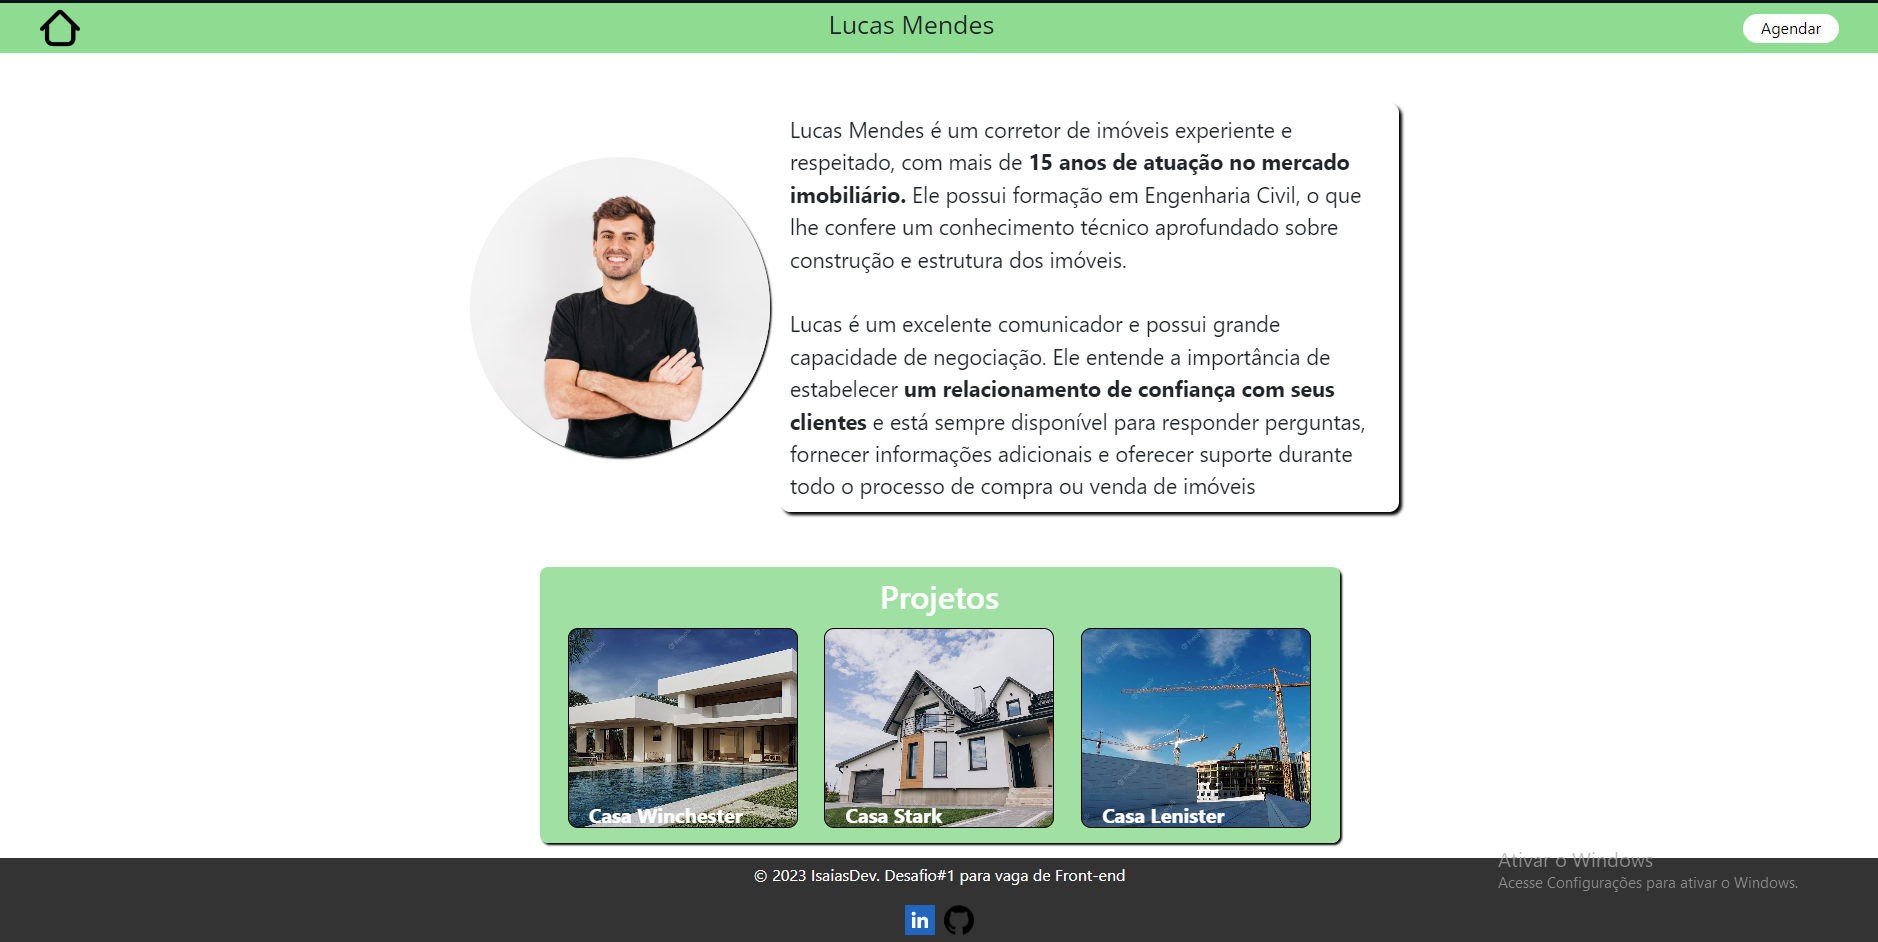 Lucas Mendes
Agendar
Lucas Mendes é um corretor de imóveis experiente e
respeitado, com mais de 15 anos de atuação no mercado
imobiliário. Ele possui formação em Engenharia Civil, o que
lhe confere um conhecimento técnico aprofundado sobre
construção e estrutura dos imóveis.
Lucas é um excelente comunicador e possui grande
capacidade de negociação. Ele entende a importância de
estabelecer um relacionamento de confiança com seus
clientes e está sempre disponível para responder perguntas,
fornecer informações adicionais e oferecer suporte durante
todo o processo de compra ou venda de imóveis
Projetos
Casa Winchester
Casa Stark
Casa Lenister
Ativar o Windows
Acesse Configurações para ativar o Windows.
© 2023 IsaiasDev. Desafio#1 para vaga de Front-end
in